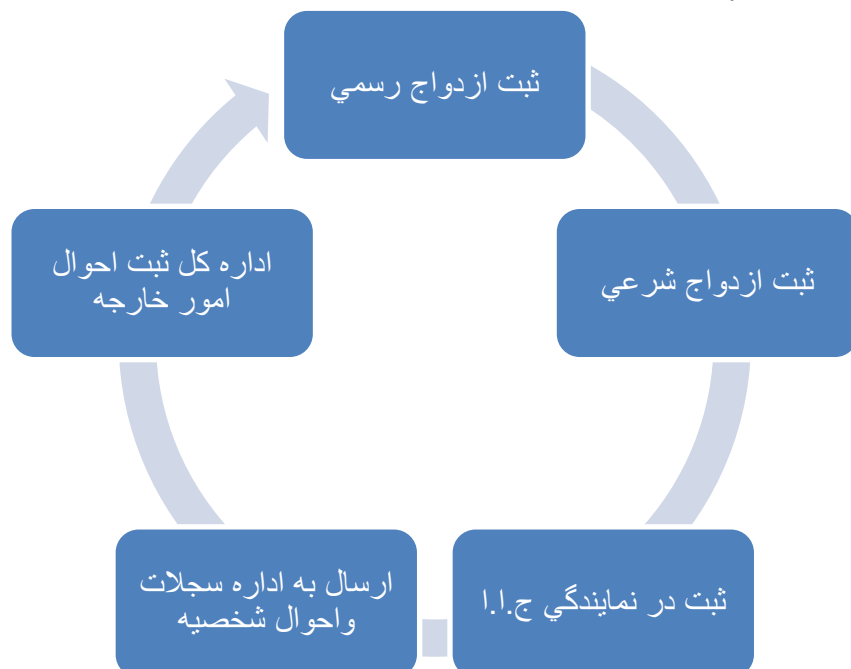 ثبت ازدواج رسمي
ثبت ازدواج شرعي
ثبت در نمايندگي ج.ا.ا
ارسال به اداره سجلات
واحوال شخصيه
اداره كل ثبت احوال
امور خارجه